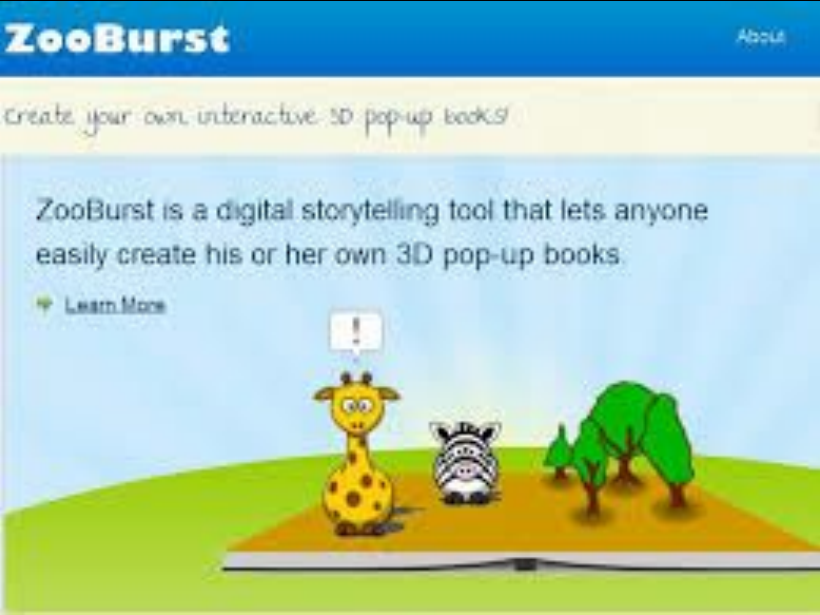 ZooBurst
About
Create your own interactive 3D pop-up books!
ZooBurst is a digital storytelling tool that lets anyone
easily create his or her own 3D pop-up books.
Learn More
!